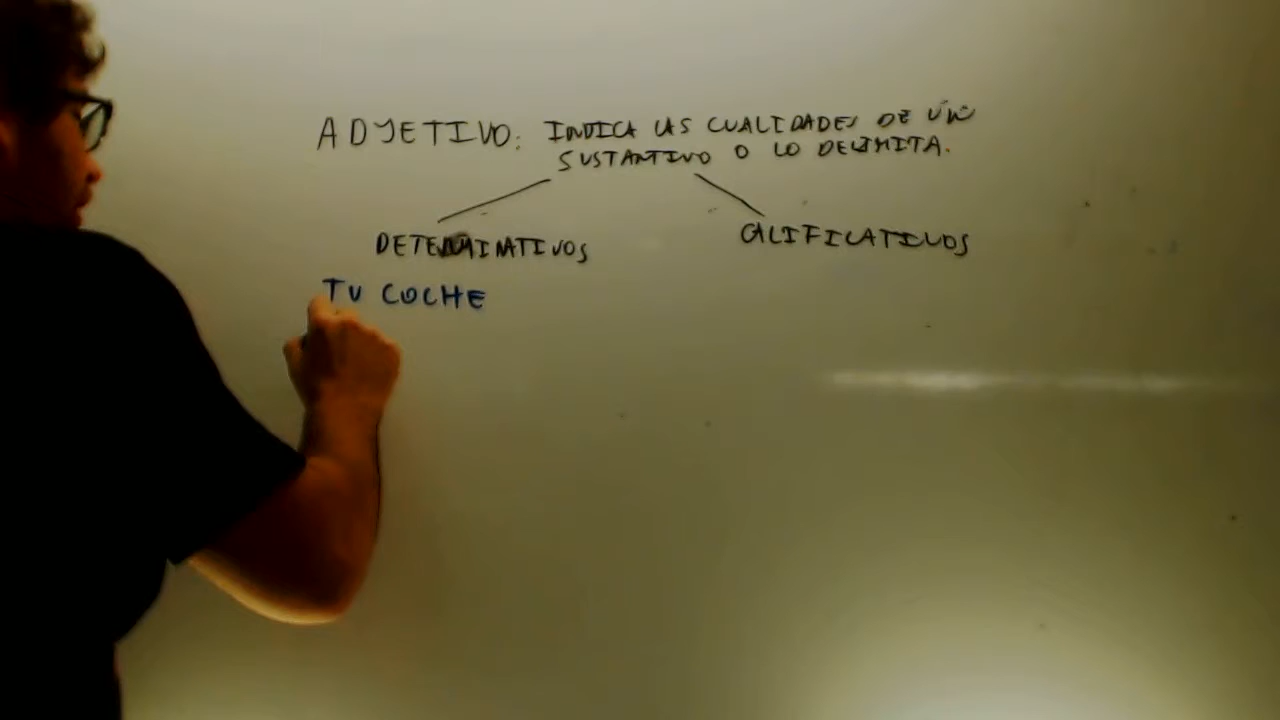 ADJETIVO: INDICA LAS CUALIDADES DE UN
SUSTANTIVO O LO DELIMITA.
DETERMINATIVOS
CALIFICATIVOS
TU COCHE